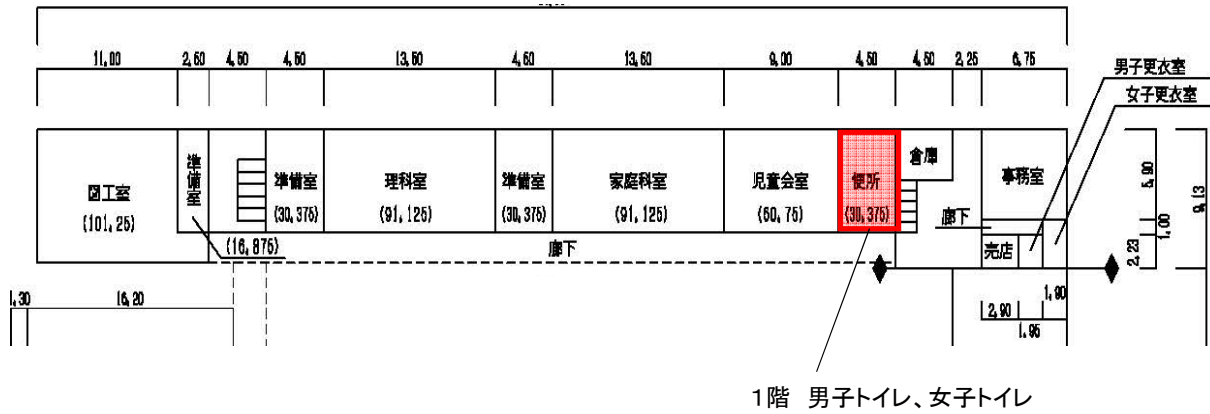 11,00 2,50 4,50 4,50 13,50 4,50 13,50 9,00 4,50 4,50 2,25 6,75
男子更衣室
女子更衣室
図工室
(101,25)
準備室
(16,875)
準備室
(30,375)
理科室
(91,125)
準備室
(30,375)
家庭科室
(91,125)
児童会室
(60,75)
便所
(30,375)
倉庫
廊下
事務室
売店
廊下
5,90
1,00
2,23
9,13
1,30 16,20
2,90 1,90
1,95
1階 男子トイレ、女子トイレ